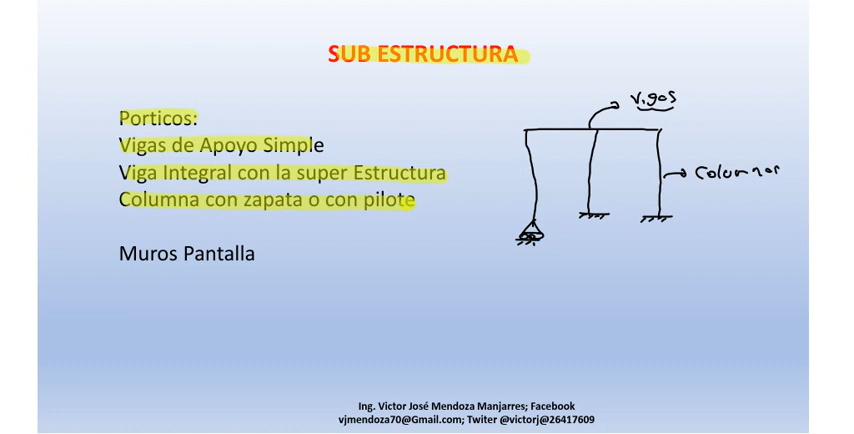 SUB ESTRUCTURA
Porticos:
Vigas de Apoyo Simple
Viga Integral con la super Estructura
Columna con zapata o con pilote
Muros Pantalla
Vigas
Columnas
Ing. Victor José Mendoza Manjarres; Facebook
vjmendoza70@Gmail.com; Twiter @victorj@26417609